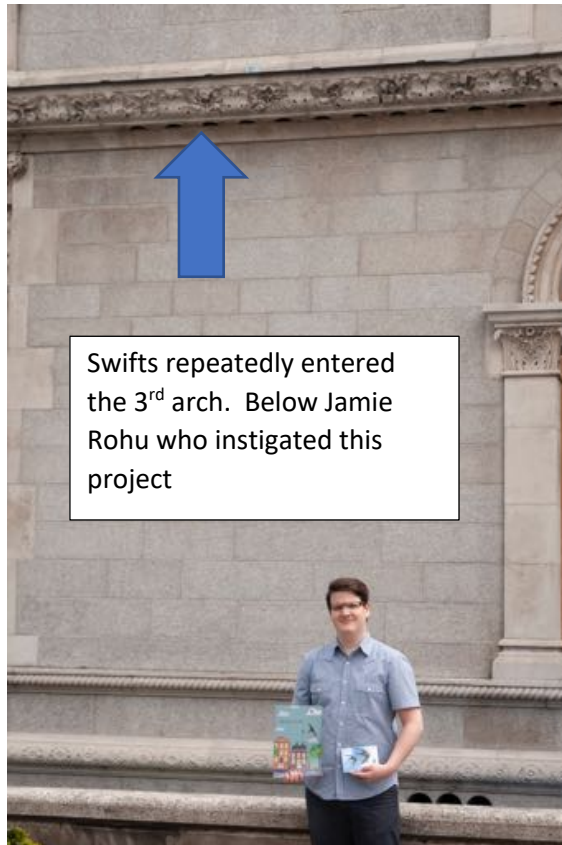 Swifts repeatedly entered
the 3rd arch.  Below Jamie
Rohu who instigated this
project